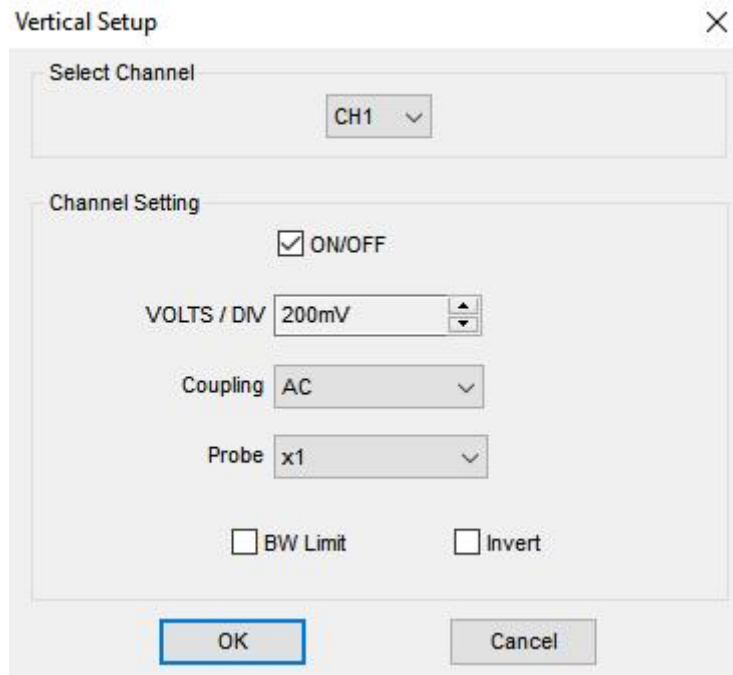 Vertical Setup
Select Channel
CH1
Channel Setting
ON/OFF
VOLTS / DIV 200mV
Coupling AC
Probe x1
BW Limit Invert
OK Cancel